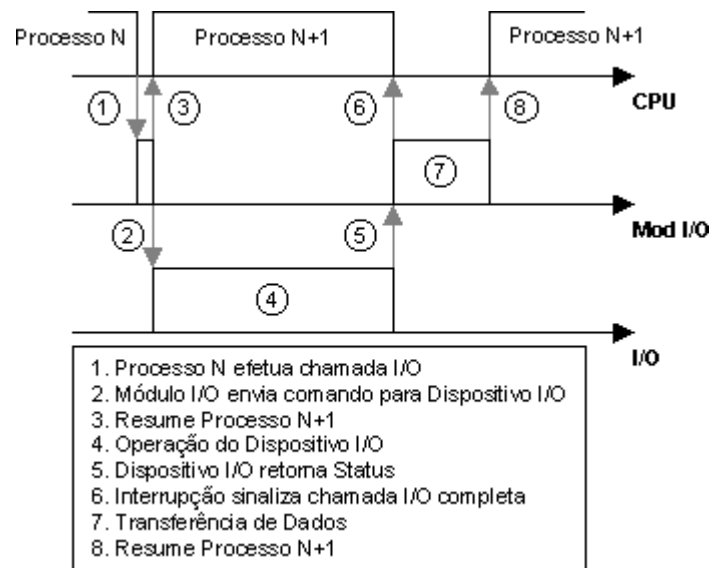 Processo N
Processo N+1
Processo N+1
1
3
6
8
CPU
7
2
5
Mod I/O
4
I/O
1. Processo N efetua chamada I/O
2. Módulo I/O envia comando para Dispositivo I/O
3. Resume Processo N+1
4. Operação do Dispositivo I/O
5. Dispositivo I/O retorna Status
6. Interrupção sinaliza chamada I/O completa
7. Transferência de Dados
8. Resume Processo N+1